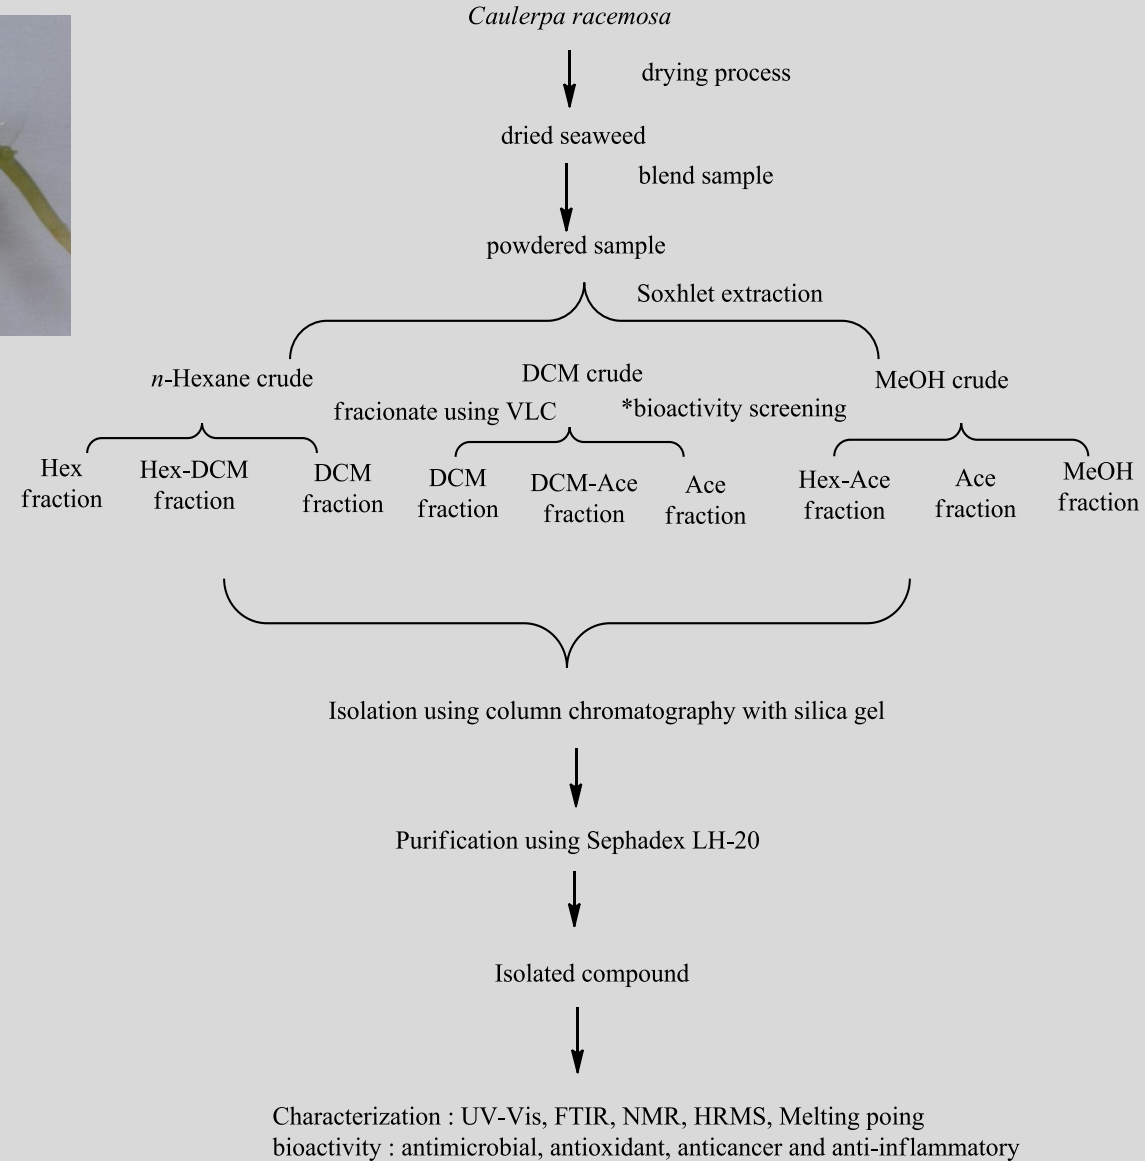 Caulerpa racemosa
drying process
dried seaweed
blend sample
powdered sample
Soxhlet extraction
n-Hexane crude
DCM crude
MeOH crude
fracionate using VLC
*bioactivity screening
Hex
fraction
Hex-DCM
fraction
DCM
fraction
DCM
fraction
DCM-Ace
fraction
Ace
fraction
Hex-Ace
fraction
Ace
fraction
MeOH
fraction
Isolation using column chromatography with silica gel
Purification using Sephadex LH-20
Isolated compound
Characterization : UV-Vis, FTIR, NMR, HRMS, Melting poing
bioactivity : antimicrobial, antioxidant, anticancer and anti-inflammatory